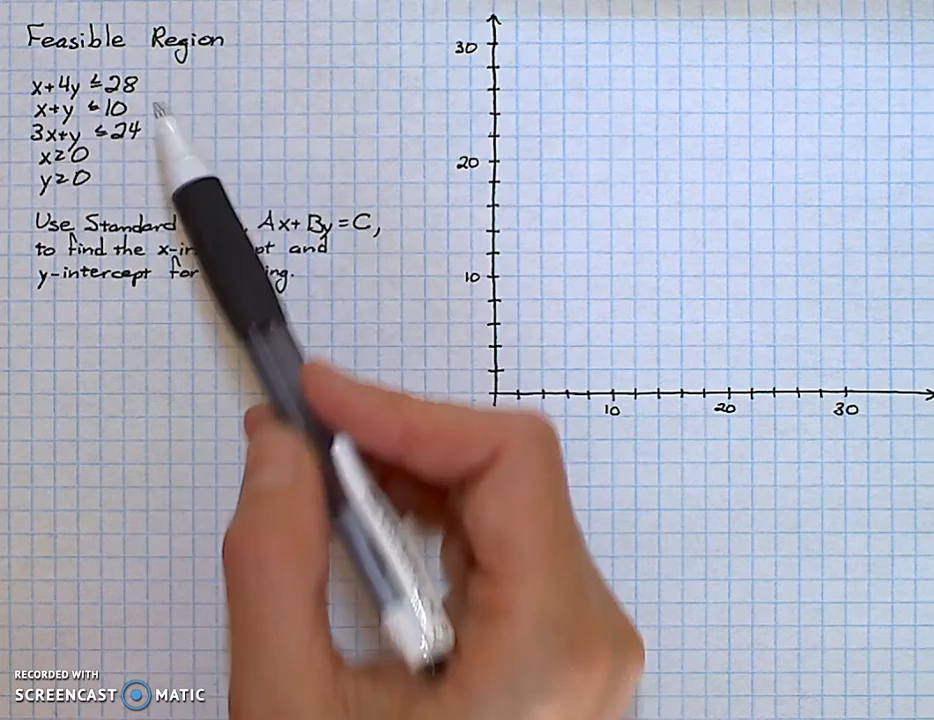 Feasible Region
x+4y ≤ 28
x+y ≤ 10
3x+y ≤ 24
x ≥ 0
y ≥ 0
Use Standard , Ax + By = C,
to find the and
y-intercept for
30
20
10
10 20 30
RECORDED WITH
SCREENCAST MATIC